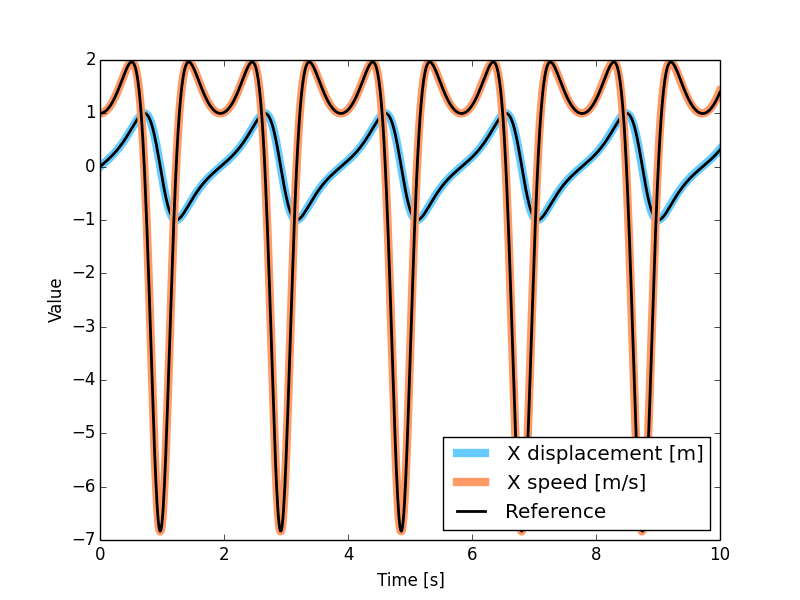 2
1
0
−1
−2
−3
−4
−5
−6
−7
Value
X displacement [m]
X speed [m/s]
Reference
0 2 4 6 8 10
Time [s]